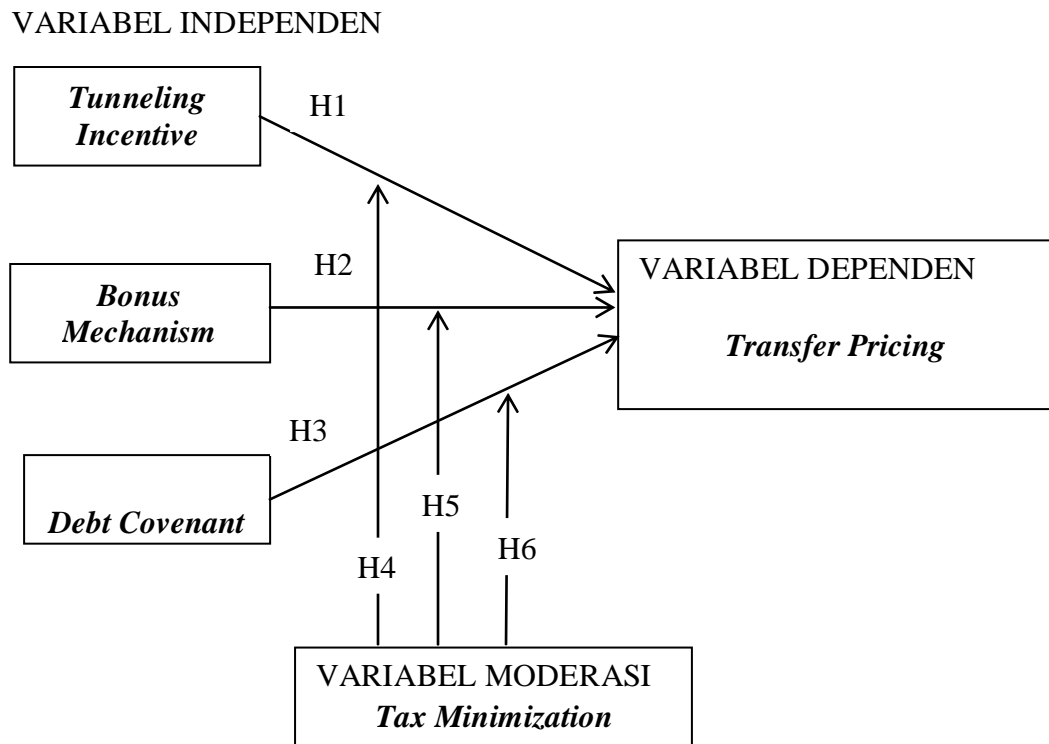 VARIABEL INDEPENDEN
Tunneling
Incentive
H1
H2
Bonus
Mechanism
VARIABEL DEPENDEN
Transfer Pricing
H3
Debt Covenant
H5
H6
H4
VARIABEL MODERASI
Tax Minimization